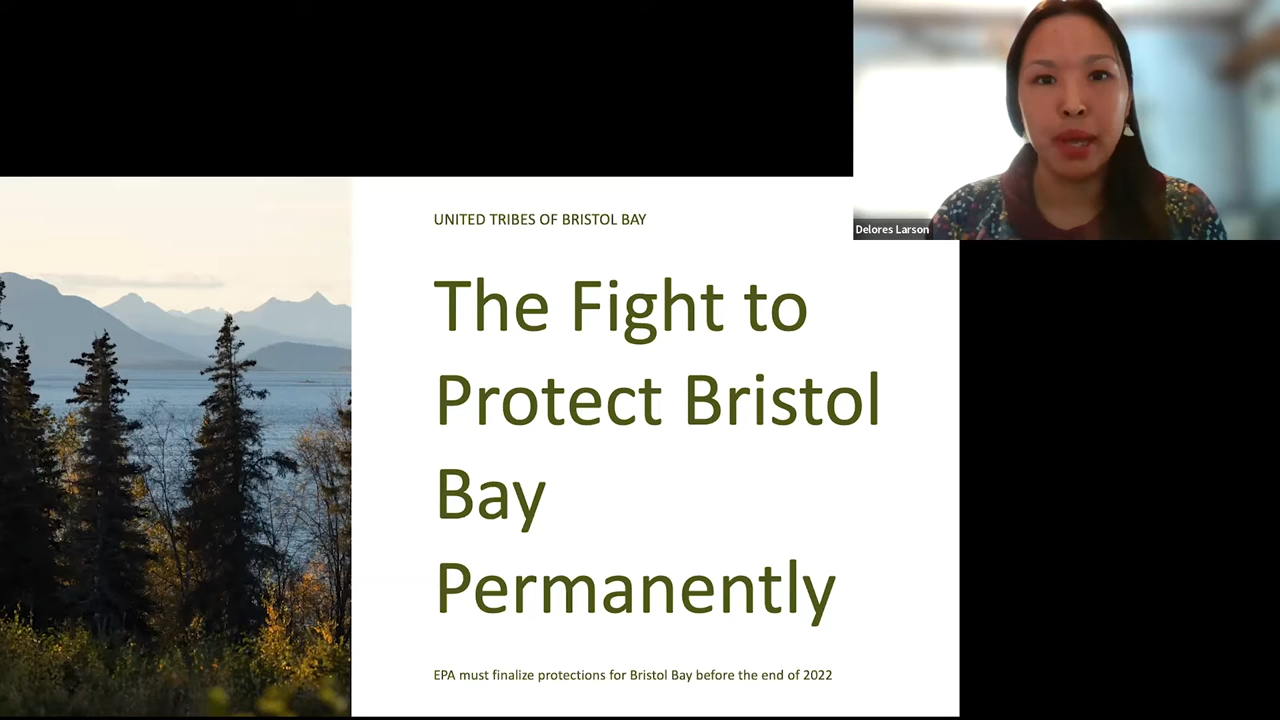 UNITED TRIBES OF BRISTOL BAY
Delores Larson
The Fight to
Protect Bristol
Bay
Permanently
EPA must finalize protections for Bristol Bay before the end of 2022